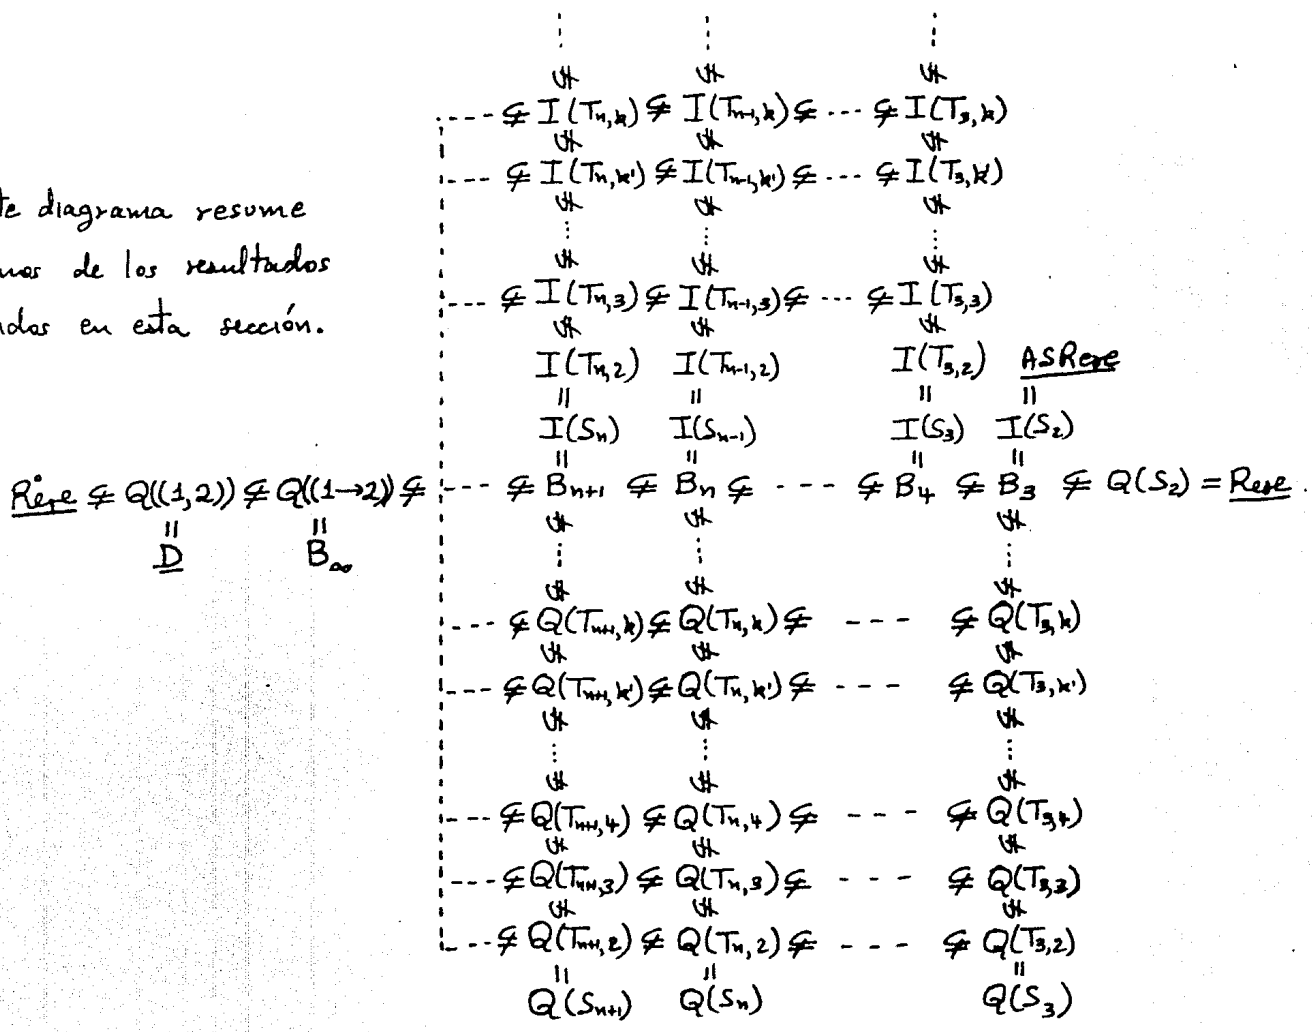 ⊊ ⊊ ⊊
---- ⊊ I(Tn,k) ⊊ I(Tn-1,k) ⊊ --- ⊊ I(T3,k)
⊊ ⊊ ⊊
---- ⊊ I(Tn,k') ⊊ I(Tn-1,k') ⊊ --- ⊊ I(T3,k')
te diagrama resume
⊊ ⊊ ⊊
de los resultados
⊊ ⊊ ⊊
---- ⊊ I(Tn,3) ⊊ I(Tn-1,3) ⊊ --- ⊊ I(T3,3)
en esta sección.
⊊ ⊊ ⊊
I(Tn,2) I(Tn-1,2) I(T3,2) ASRere
|| || || ||
I(Sn) I(Sn-1) I(S3) I(S2)
|| || || ||
Rere ⊊ Q((1,2)) ⊊ Q((1→2)) ⊊ ---- ⊊ Bn+1 ⊊ Bn ⊊ ---- ⊊ B4 ⊊ B3 ⊊ Q(S2) = Rere.
|| || ⊊ ⊊ ⊊
D B∞
⊊ ⊊ ⊊
---- ⊊ Q(Tn+1,k) ⊊ Q(Tn,k) ⊊ --- ⊊ Q(T3,k)
⊊ ⊊ ⊊
---- ⊊ Q(Tn+1,k') ⊊ Q(Tn,k') ⊊ --- ⊊ Q(T3,k')
⊊ ⊊ ⊊
⊊ ⊊ ⊊
---- ⊊ Q(Tn+1,4) ⊊ Q(Tn,4) ⊊ --- ⊊ Q(T3,4)
⊊ ⊊ ⊊
---- ⊊ Q(Tn+1,3) ⊊ Q(Tn,3) ⊊ --- ⊊ Q(T3,3)
⊊ ⊊ ⊊
---- ⊊ Q(Tn+1,2) ⊊ Q(Tn,2) ⊊ --- ⊊ Q(T3,2)
|| || ||
Q(Sn+1) Q(Sn) Q(S3)